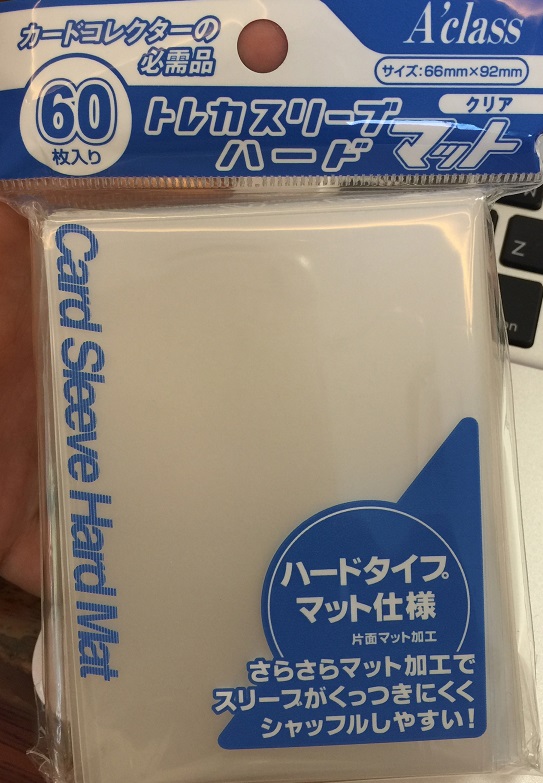 カードコレクターの
必需品
A'class
サイズ:66mm×92mm
60
枚入り
クリア
トレカスリーブ
ハード マット
Card Sleeve Hard Mat
Z
ハードタイプ
マット仕様
片面マット加工
さらさらマット加工で
スリーブがくっつきにくく
シャッフルしやすい!